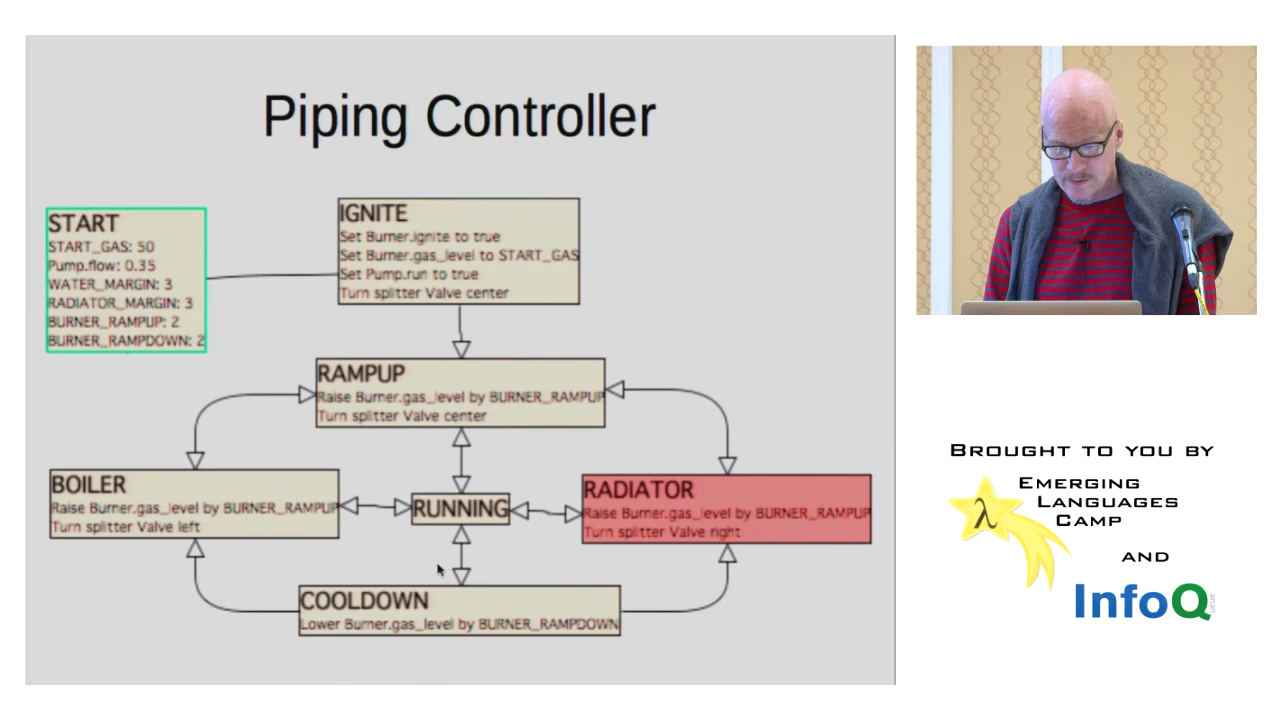 Piping Controller
START
START_GAS: 50
Pump.flow: 0.35
WATER_MARGIN: 3
RADIATOR_MARGIN: 3
BURNER_RAMPUP: 2
BURNER_RAMPDOWN: 2
IGNITE
Set Burner.ignite to true
Set Burner.gas_level to START_GAS
Set Pump.run to true
Turn splitter Valve center
RAMPUP
Raise Burner.gas_level by BURNER_RAMPUP
Turn splitter Valve center
BOILER
Raise Burner.gas_level by BURNER_RAMPUP
Turn splitter Valve left
RUNNING
RADIATOR
Raise Burner.gas_level by BURNER_RAMPUP
Turn splitter Valve right
COOLDOWN
Lower Burner.gas_level by BURNER_RAMPDOWN
BROUGHT TO YOU BY
EMERGING
LANGUAGES
CAMP
λ
AND
InfoQ